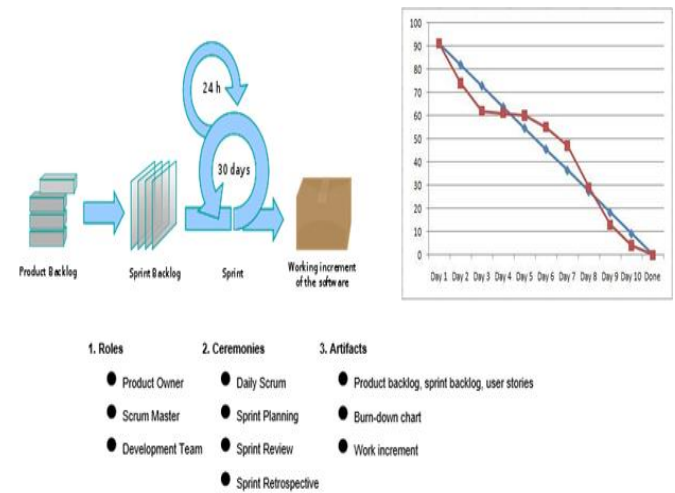 24 h
30 days
Product Backlog
Sprint Backlog
Sprint
Working increment
of the software
100
90
80
70
60
50
40
30
20
10
0
Day 1 Day 2 Day 3 Day 4 Day 5 Day 6 Day 7 Day 8 Day 9 Day 10 Done
1. Roles
Product Owner
Scrum Master
Development Team
2. Ceremonies
Daily Scrum
Sprint Planning
Sprint Review
Sprint Retrospective
3. Artifacts
Product backlog, sprint backlog, user stories
Burn-down chart
Work increment